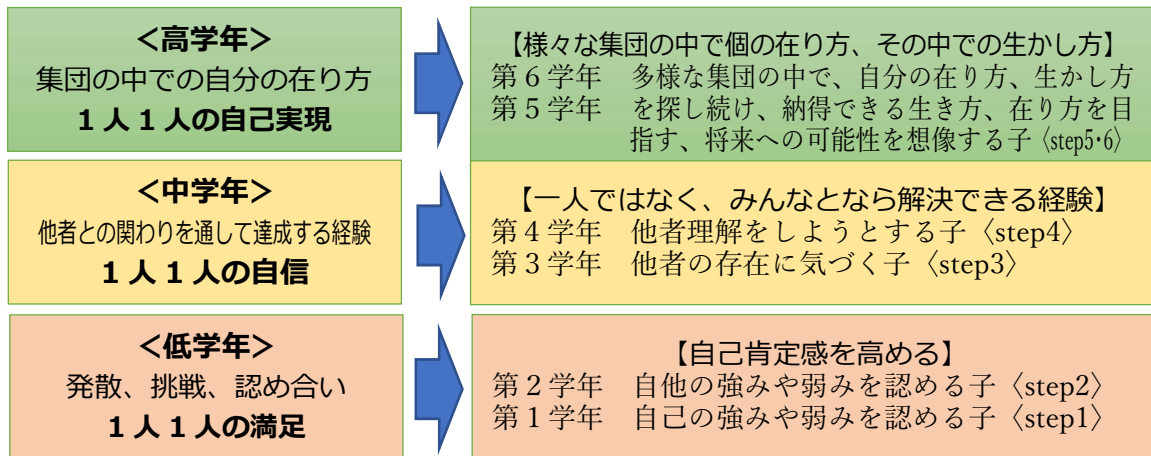 ＜高学年＞
集団の中での自分の在り方
１人１人の自己実現
【様々な集団の中で個の在り方、その中での生かし方】
第６学年　多様な集団の中で、自分の在り方、生かし方
第５学年　を探し続け、納得できる生き方、在り方を目
指す、将来への可能性を想像する子〈step5･6〉
＜中学年＞
他者との関わりを通して達成する経験
１人１人の自信
【一人ではなく、みんなとなら解決できる経験】
第４学年　他者理解をしようとする子〈step4〉
第３学年　他者の存在に気づく子〈step3〉
＜低学年＞
発散、挑戦、認め合い
１人１人の満足
【自己肯定感を高める】
第２学年　自他の強みや弱みを認める子〈step2〉
第１学年　自己の強みや弱みを認める子〈step1〉